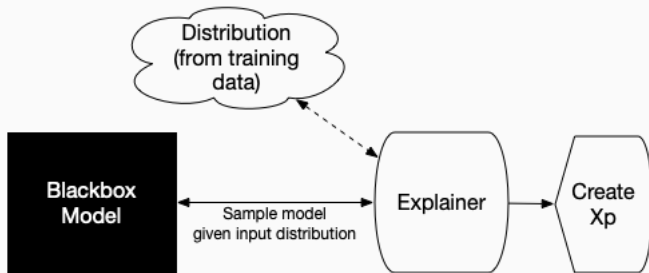 Distribution
(from training
data)
Blackbox
Model
Sample model
given input distribution
Explainer
Create
Xp